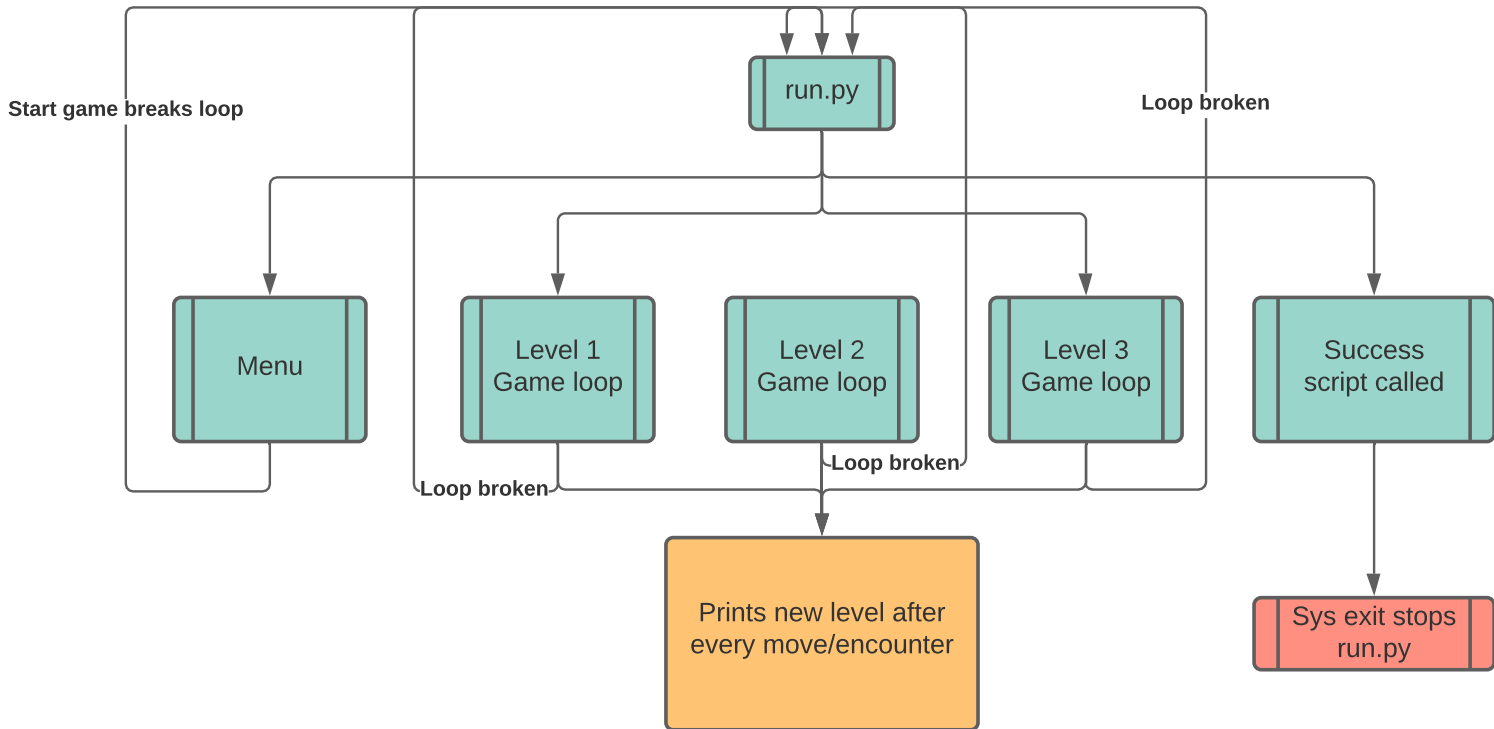 run.py
Start game breaks loop
Loop broken
Menu
Level 1
Game loop
Level 2
Game loop
Level 3
Game loop
Success
script called
Loop broken
Loop broken
Prints new level after
every move/encounter
Sys exit stops
run.py